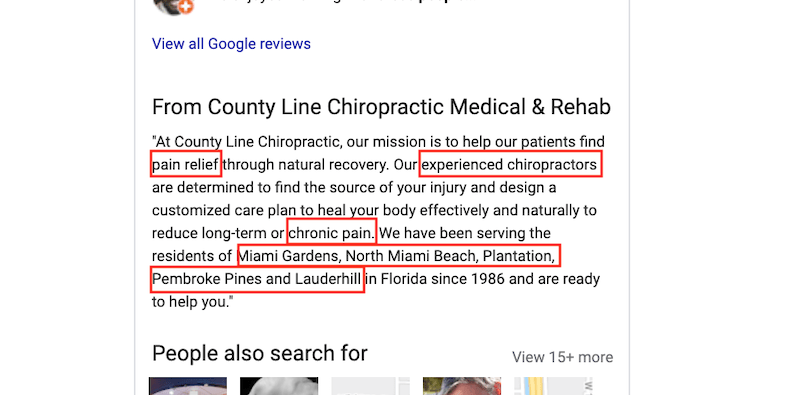 View all Google reviews
From County Line Chiropractic Medical & Rehab
"At County Line Chiropractic, our mission is to help our patients find
pain relief through natural recovery. Our experienced chiropractors
are determined to find the source of your injury and design a
customized care plan to heal your body effectively and naturally to
reduce long-term or chronic pain. We have been serving the
residents of Miami Gardens, North Miami Beach, Plantation,
Pembroke Pines and Lauderhill in Florida since 1986 and are ready
to help you."
People also search for
View 15+ more